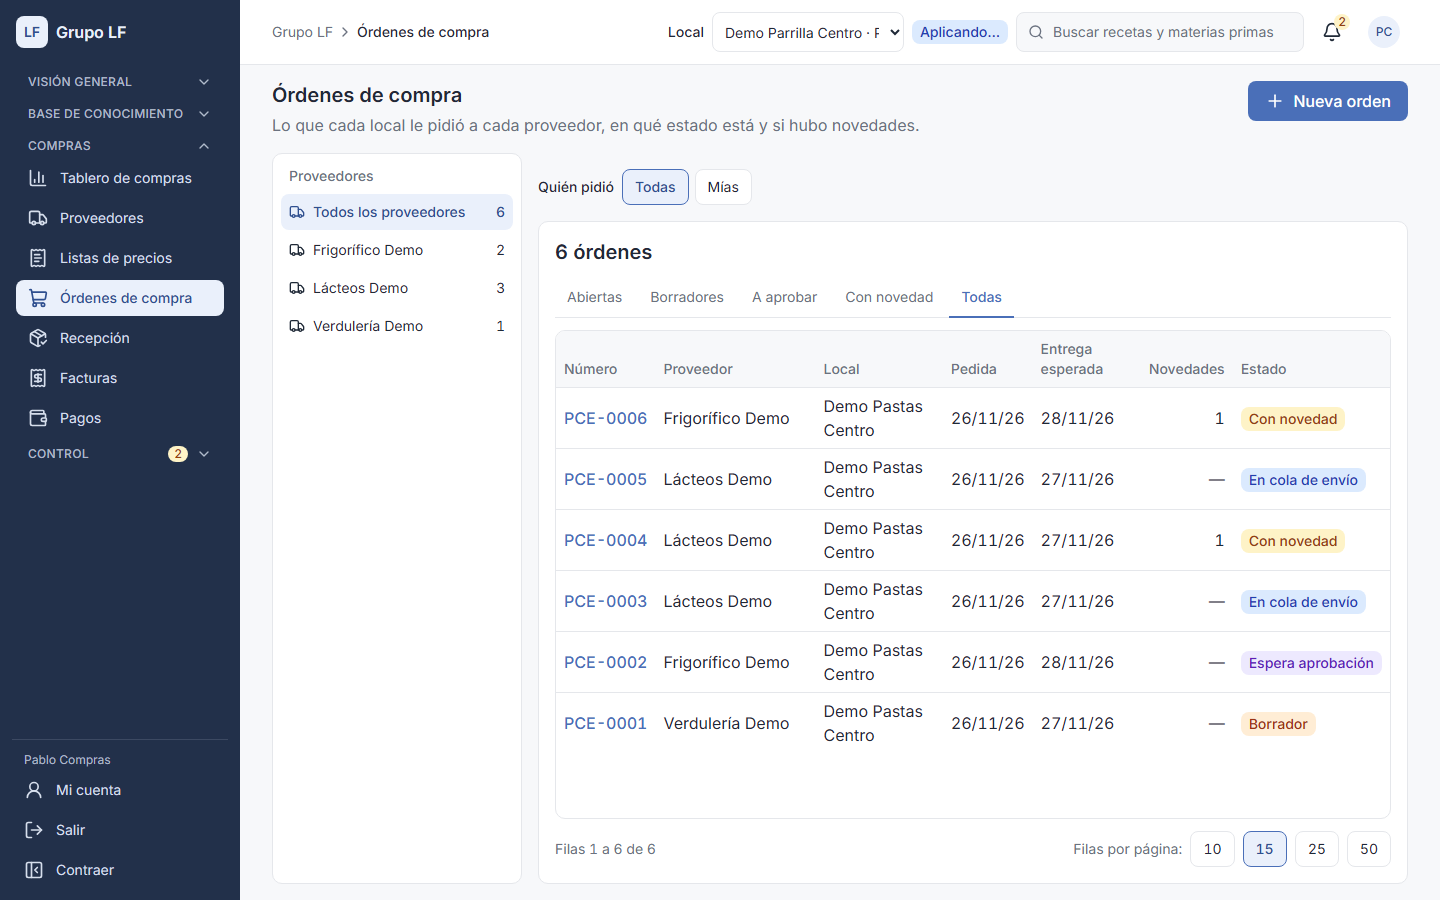 LF
Grupo LF
VISIÓN GENERAL
BASE DE CONOCIMIENTO
COMPRAS
Tablero de compras
Proveedores
Listas de precios
Órdenes de compra
Recepción
Facturas
Pagos
CONTROL 2
Pablo Compras
Mi cuenta
Salir
Contraer
Grupo LF > Órdenes de compra
Local
Demo Parrilla Centro · P
Aplicando...
Buscar recetas y materias primas
2
PC
Órdenes de compra
Lo que cada local le pidió a cada proveedor, en qué estado está y si hubo novedades.
Nueva orden
Proveedores
Todos los proveedores 6
Frigorífico Demo 2
Lácteos Demo 3
Verdulería Demo 1
Quién pidió Todas Mías
6 órdenes
Abiertas Borradores A aprobar Con novedad Todas
Número Proveedor Local Pedida Entrega esperada Novedades Estado
PCE-0006 Frigorífico Demo Demo Pastas Centro 26/11/26 28/11/26 1 Con novedad
PCE-0005 Lácteos Demo Demo Pastas Centro 26/11/26 27/11/26 — En cola de envío
PCE-0004 Lácteos Demo Demo Pastas Centro 26/11/26 27/11/26 1 Con novedad
PCE-0003 Lácteos Demo Demo Pastas Centro 26/11/26 27/11/26 — En cola de envío
PCE-0002 Frigorífico Demo Demo Pastas Centro 26/11/26 28/11/26 — Espera aprobación
PCE-0001 Verdulería Demo Demo Pastas Centro 26/11/26 27/11/26 — Borrador
Filas 1 a 6 de 6
Filas por página: 10 15 25 50